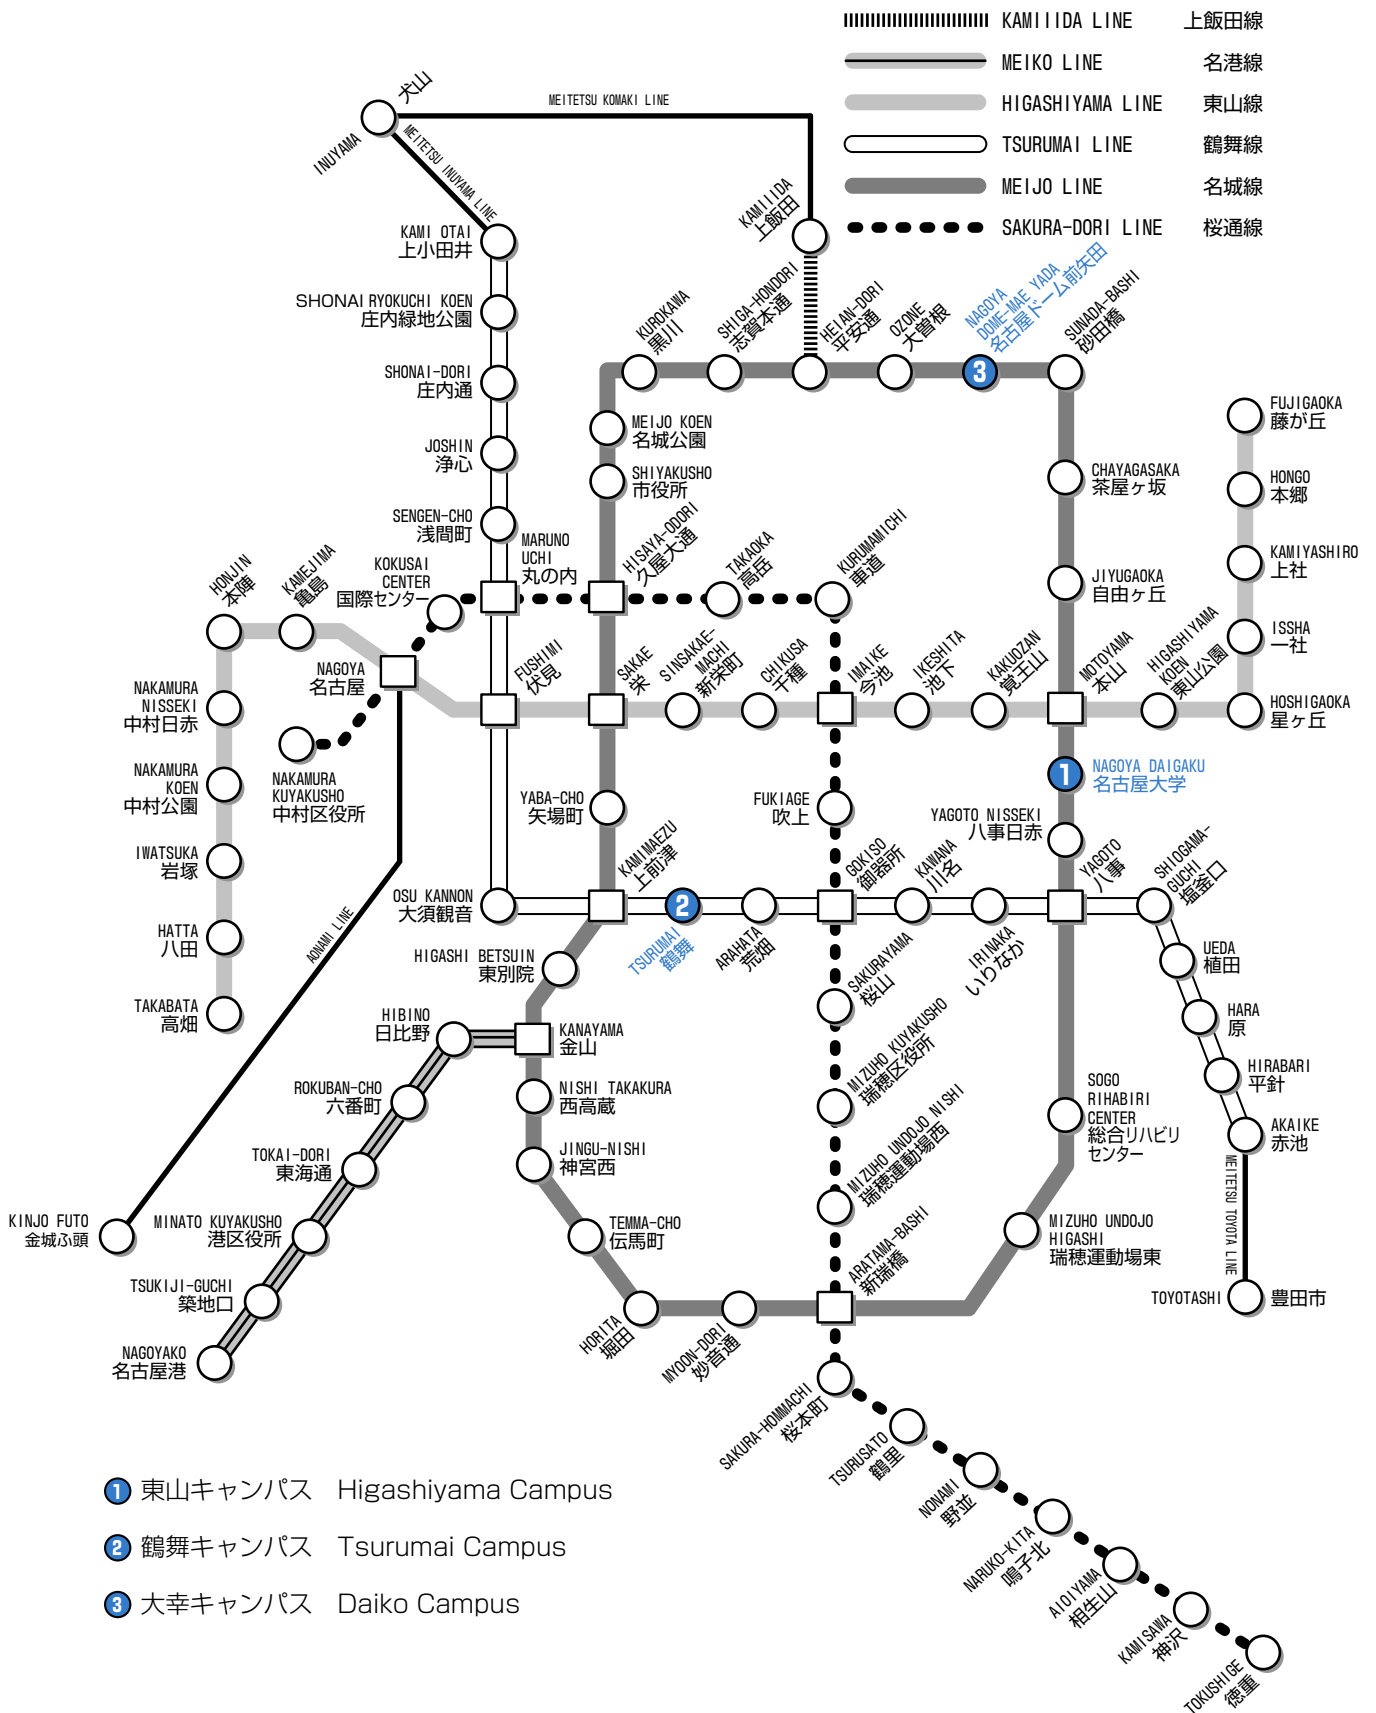 KAMIIIDA LINE 上飯田線
MEIKO LINE 名港線
HIGASHIYAMA LINE 東山線
TSURUMAI LINE 鶴舞線
MEIJO LINE 名城線
SAKURA-DORI LINE 桜通線
犬山
INUYAMA
MEITETSU KOMAKI LINE
MEITETSU INUYAMA LINE
KAMIIIDA
上飯田
KAMI OTAI
上小田井
SHONAI RYOKUCHI KOEN
庄内緑地公園
SHONAI-DORI
庄内通
JOSHIN
浄心
SENGEN-CHO
浅間町
MARUNO
UCHI
丸の内
KUROKAWA
黒川
SHIGA-HONDORI
志賀本通
HEIAN-DORI
平安通
OZONE
大曽根
NAGOYA
DOME-MAE YADA
名古屋ドーム前矢田
3
SUNADA-BASHI
砂田橋
MEIJO KOEN
名城公園
SHIYAKUSHO
市役所
HISAYA-ODORI
久屋大通
TAKAOKA
高岳
KURUMAMICHI
車道
CHAYAGASAKA
茶屋ヶ坂
JIYUGAOKA
自由ヶ丘
FUJIGAOKA
藤が丘
HONGO
本郷
KAMIYASHIRO
上社
ISSHA
一社
HOSHIGAOKA
星ヶ丘
HONJIN
本陣
KAMEJIMA
亀島
KOKUSAI
CENTER
国際センター
NAGOYA
名古屋
FUSHIMI
伏見
SAKAE
栄
SINSAKAE-
MACHI
新栄町
CHIKUSA
千種
IMAIKE
今池
IKESHITA
池下
KAKUOZAN
覚王山
MOTOYAMA
本山
HIGASHIYAMA
KOEN
東山公園
NAKAMURA
NISSEKI
中村日赤
NAKAMURA
KOEN
中村公園
NAKAMURA
KUYAKUSHO
中村区役所
IWATSUKA
岩塚
HATTA
八田
TAKABATA
高畑
1
NAGOYA DAIGAKU
名古屋大学
YABA-CHO
矢場町
FUKIAGE
吹上
YAGOTO NISSEKI
八事日赤
OSU KANNON
大須観音
KAMIMAEZU
上前津
2
TSURUMAI
鶴舞
ARAHATA
荒畑
GOKISO
御器所
KAWANA
川名
IRINAKA
いりなか
YAGOTO
八事
SHIOGAMA-
GUCHI
塩釜口
UEDA
植田
HARA
原
HIRABARI
平針
AKAIKE
赤池
MEITETSU TOYOTA LINE
TOYOTASHI 豊田市
AONAMI LINE
HIGASHI BETSUIN
東別院
HIBINO
日比野
KANAYAMA
金山
ROKUBAN-CHO
六番町
NISHI TAKAKURA
西高蔵
TOKAI-DORI
東海通
JINGU-NISHI
神宮西
KINJO FUTO
金城ふ頭
MINATO KUYAKUSHO
港区役所
TEMMA-CHO
伝馬町
TSUKIJI-GUCHI
築地口
NAGOYAKO
名古屋港
HORITA
堀田
MYOON-DORI
妙音通
SAKURAYAMA
桜山
MIZUHO KUYAKUSHO
瑞穂区役所
MIZUHO UNDOJO NISHI
瑞穂運動場西
ARATAMA-BASHI
新瑞橋
SOGO
RIHABIRI
CENTER
総合リハビリ
センター
MIZUHO UNDOJO
HIGASHI
瑞穂運動場東
SAKURA-HOMMACHI
桜本町
TSURUSATO
鶴里
NONAMI
野並
NARUKO-KITA
鳴子北
AIOIYAMA
相生山
KAMISAWA
神沢
TOKUSHIGE
徳重
1 東山キャンパス Higashiyama Campus
2 鶴舞キャンパス Tsurumai Campus
3 大幸キャンパス Daiko Campus